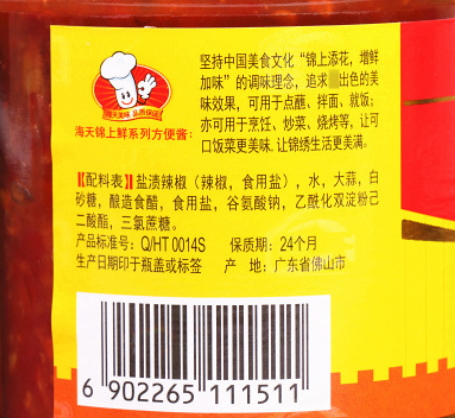 海天美味 品质保证
海天锦上鲜系列方便酱:
坚持中国美食文化“锦上添花,增鲜
加味”的调味理念,追求出色的美
味效果,可用于点蘸、拌面、就饭;
亦可用于烹饪、炒菜、烧烤等,让可
口饭菜更美味,让锦绣生活更美满。
【配料表】盐渍辣椒(辣椒,食用盐),水,大蒜,白
砂糖,酿造食醋,食用盐,谷氨酸钠,乙酰化双淀粉己
二酸酯,三氯蔗糖。
产品标准号:Q/HT 0014S 保质期:24个月
生产日期印于瓶盖或标签 产 地:广东省佛山市
6 902265 111511